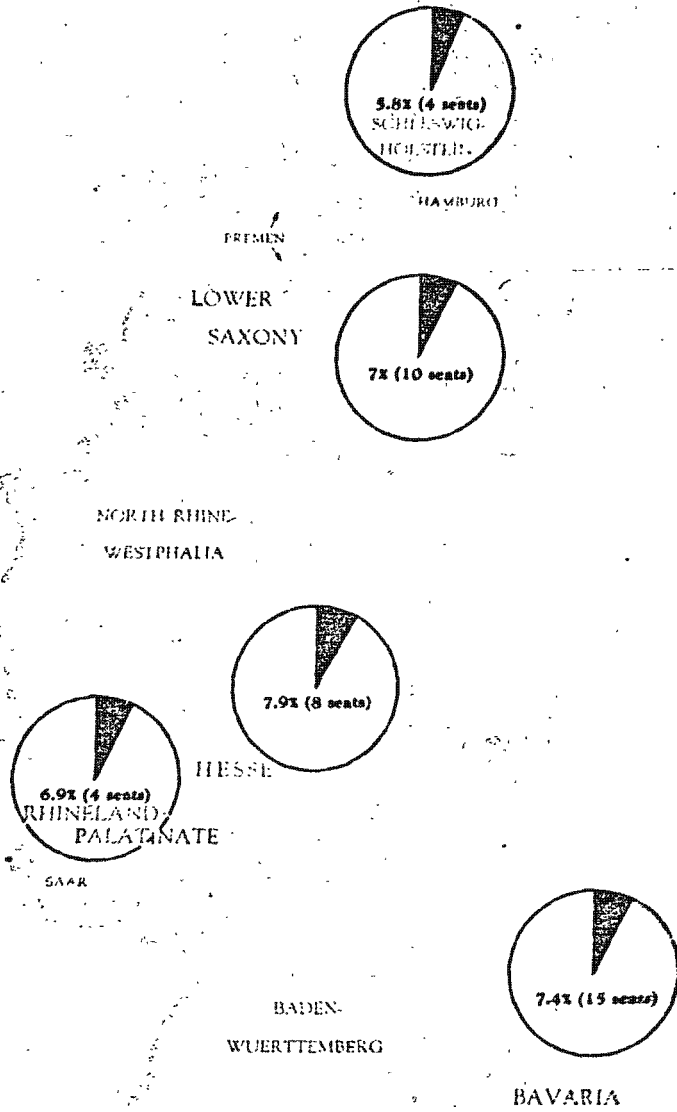 5.8% (4 seats)
SCHLESWIG-
HOLSTEIN
HAMBURG
BREMEN
LOWER
SAXONY
7% (10 seats)
NORTH RHINE-
WESTPHALIA
7.9% (8 seats)
HESSE
6.9% (4 seats)
RHINELAND-
PALATINATE
SAAR
7.4% (15 seats)
BADEN-
WUERTTEMBERG
BAVARIA